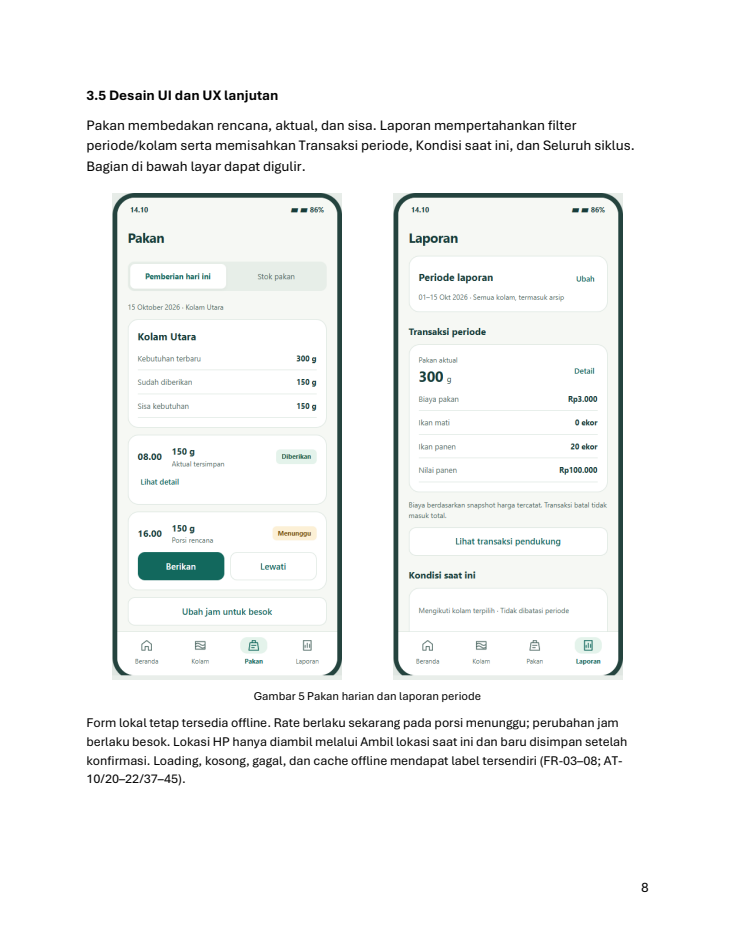 3.5 Desain UI dan UX lanjutan
Pakan membedakan rencana, aktual, dan sisa. Laporan mempertahankan filter
periode/kolam serta memisahkan Transaksi periode, Kondisi saat ini, dan Seluruh siklus.
Bagian di bawah layar dapat digulir.
14.10
86%
Pakan
Pemberian hari ini
Stok pakan
15 Oktober 2026 · Kolam Utara
Kolam Utara
Kebutuhan terbaru 300 g
Sudah diberikan 150 g
Sisa kebutuhan 150 g
08.00
150 g
Aktual tersimpan
Diberikan
Lihat detail
16.00
150 g
Porsi rencana
Menunggu
Berikan
Lewati
Ubah jam untuk besok
Beranda
Kolam
Pakan
Laporan
14.10
86%
Laporan
Periode laporan
Ubah
01–15 Okt 2026 · Semua kolam, termasuk arsip
Transaksi periode
Pakan aktual
300 g
Detail
Biaya pakan Rp3.000
Ikan mati 0 ekor
Ikan panen 20 ekor
Nilai panen Rp100.000
Biaya berdasarkan snapshot harga tercatat. Transaksi batal tidak
masuk total.
Lihat transaksi pendukung
Kondisi saat ini
Mengikuti kolam terpilih · Tidak dibatasi periode
Beranda
Kolam
Pakan
Laporan
Gambar 5 Pakan harian dan laporan periode
Form lokal tetap tersedia offline. Rate berlaku sekarang pada porsi menunggu; perubahan jam
berlaku besok. Lokasi HP hanya diambil melalui Ambil lokasi saat ini dan baru disimpan setelah
konfirmasi. Loading, kosong, gagal, dan cache offline mendapat label tersendiri (FR-03–08; AT-
10/20–22/37–45).
8